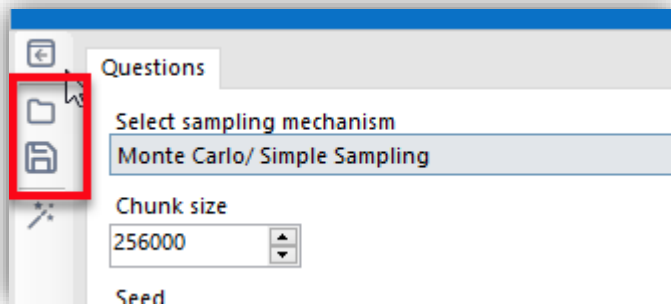 Questions
Select sampling mechanism
Monte Carlo/ Simple Sampling
Chunk size
256000
Seed